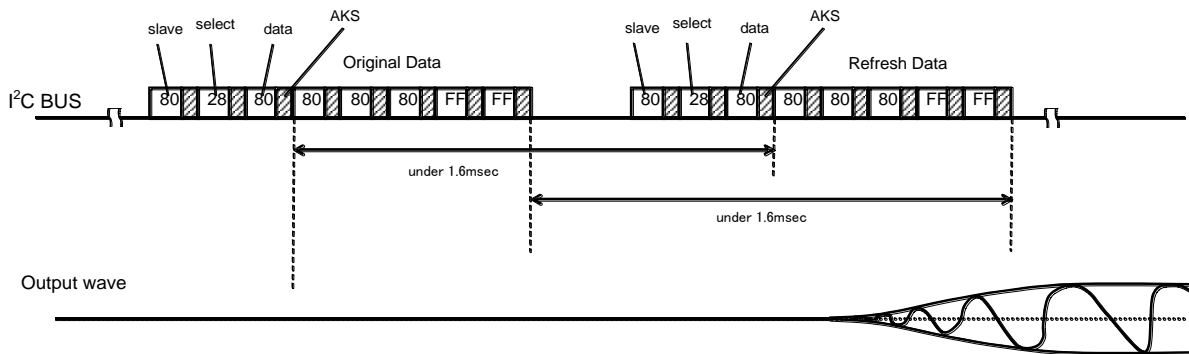 slave select data AKS
Original Data
slave select data AKS
Refresh Data
I²C BUS
80 28 80 80 80 80 FF FF
80 28 80 80 80 80 FF FF
under 1.6msec
under 1.6msec
Output wave